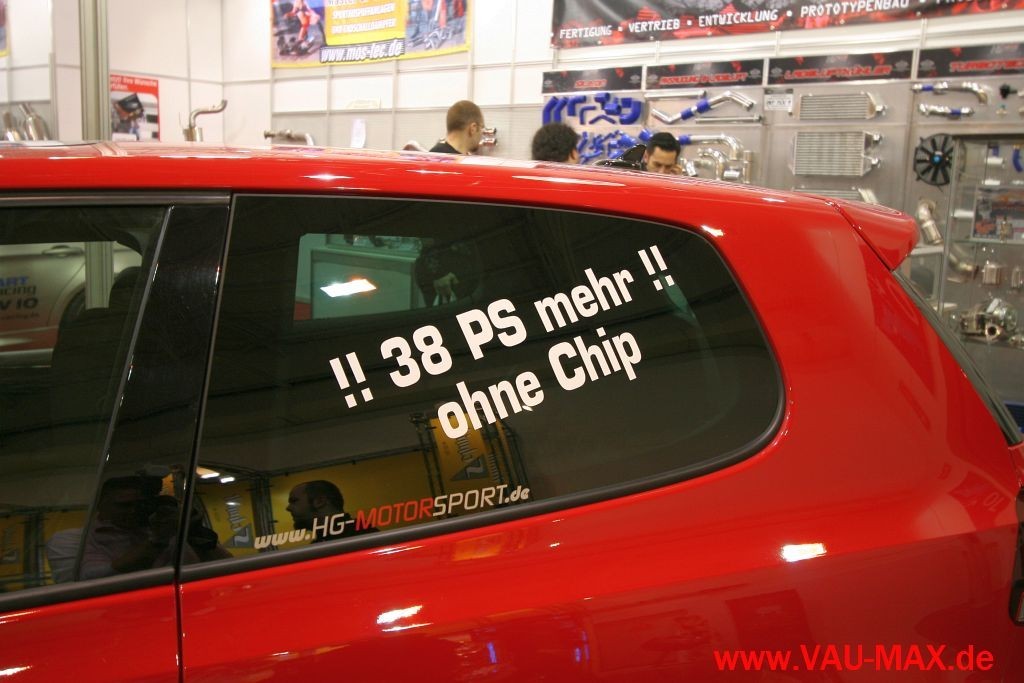 SPORTAUSPUFFANLAGEN
www.mos-tec.de
FERTIGUNG · VERTRIEB · ENTWICKLUNG · PROTOTYPENBAU
!! 38 PS mehr !!
ohne Chip
www.HG-MOTORSPORT.de
www.VAU-MAX.de